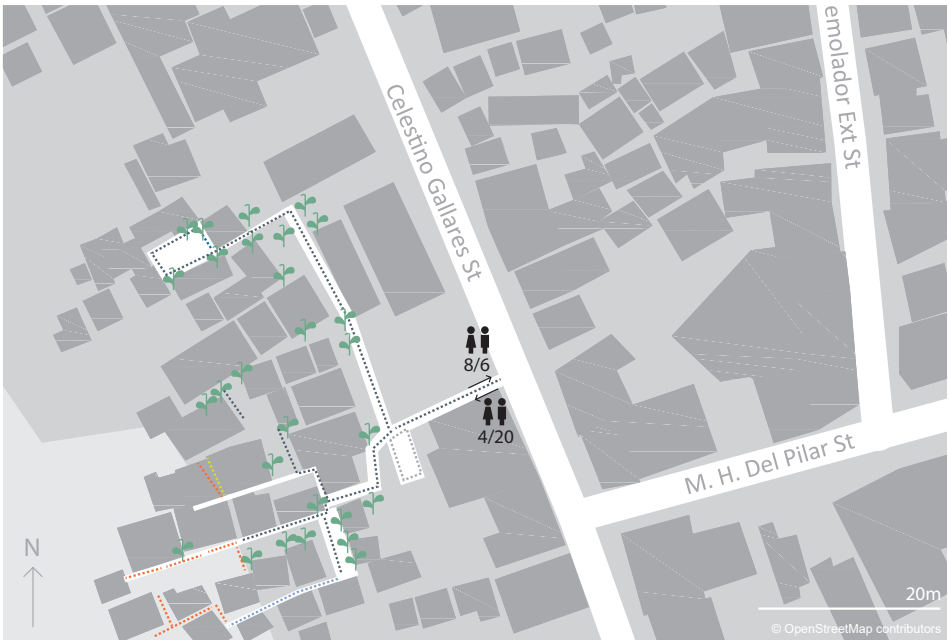 Celestino Gallares St
emolador Ext St
8/6
4/20
M. H. Del Pilar St
N
20m
© OpenStreetMap contributors